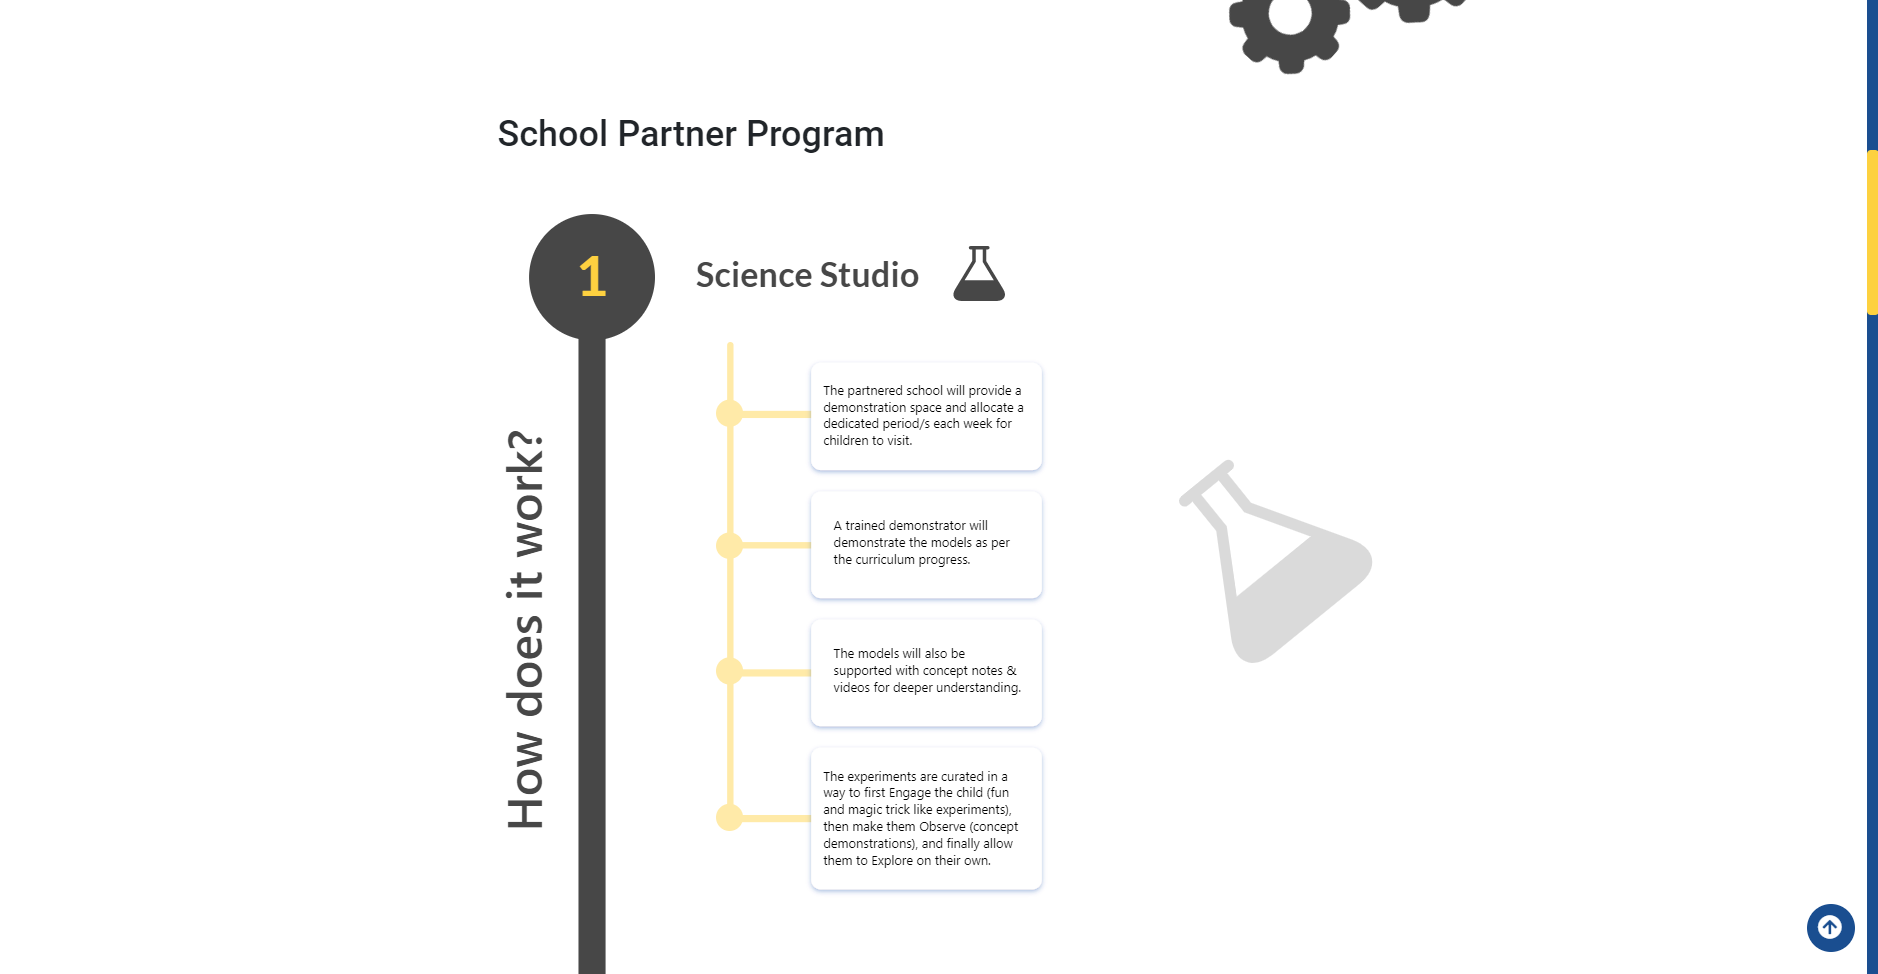 School Partner Program
1
Science Studio
How does it work?
The partnered school will provide a
demonstration space and allocate a
dedicated period/s each week for
children to visit.
A trained demonstrator will
demonstrate the models as per
the curriculum progress.
The models will also be
supported with concept notes &
videos for deeper understanding.
The experiments are curated in a
way to first Engage the child (fun
and magic trick like experiments),
then make them Observe (concept
demonstrations), and finally allow
them to Explore on their own.